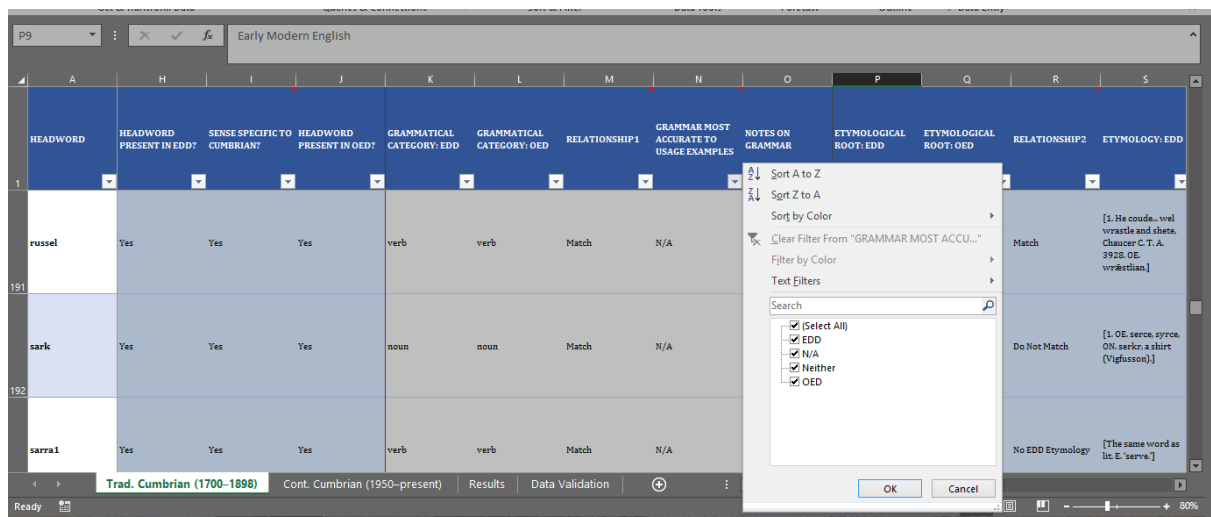 P9
fx
Early Modern English
A H I J K L M N O P Q R S
HEADWORD
HEADWORD
PRESENT IN EDD?
SENSE SPECIFIC TO
CUMBRIAN?
HEADWORD
PRESENT IN OED?
GRAMMATICAL
CATEGORY: EDD
GRAMMATICAL
CATEGORY: OED
RELATIONSHIP1
GRAMMAR MOST
ACCURATE TO
USAGE EXAMPLES
NOTES ON
GRAMMAR
ETYMOLOGICAL
ROOT: EDD
ETYMOLOGICAL
ROOT: OED
RELATIONSHIP2
ETYMOLOGY: EDD
1
191
russel
Yes
Yes
Yes
verb
verb
Match
N/A
Match
[1. He coude... wel
wrastle and shete,
Chaucer C. T. A.
3928. OE.
wrǣstlian.]
192
sark
Yes
Yes
Yes
noun
noun
Match
N/A
Do Not Match
[1. OE. serce, syrce,
ON. serkr, a shirt
(Vigfusson).]
sarra1
Yes
Yes
Yes
verb
verb
Match
N/A
No EDD Etymology
[The same word as
lit. E. 'serve.']
Sort A to Z
Sort Z to A
Sort by Color
Clear Filter From "GRAMMAR MOST ACCU..."
Filter by Color
Text Filters
Search
(Select All)
EDD
N/A
Neither
OED
OK
Cancel
Trad. Cumbrian (1700–1898)
Cont. Cumbrian (1950–present)
Results
Data Validation
Ready
80%